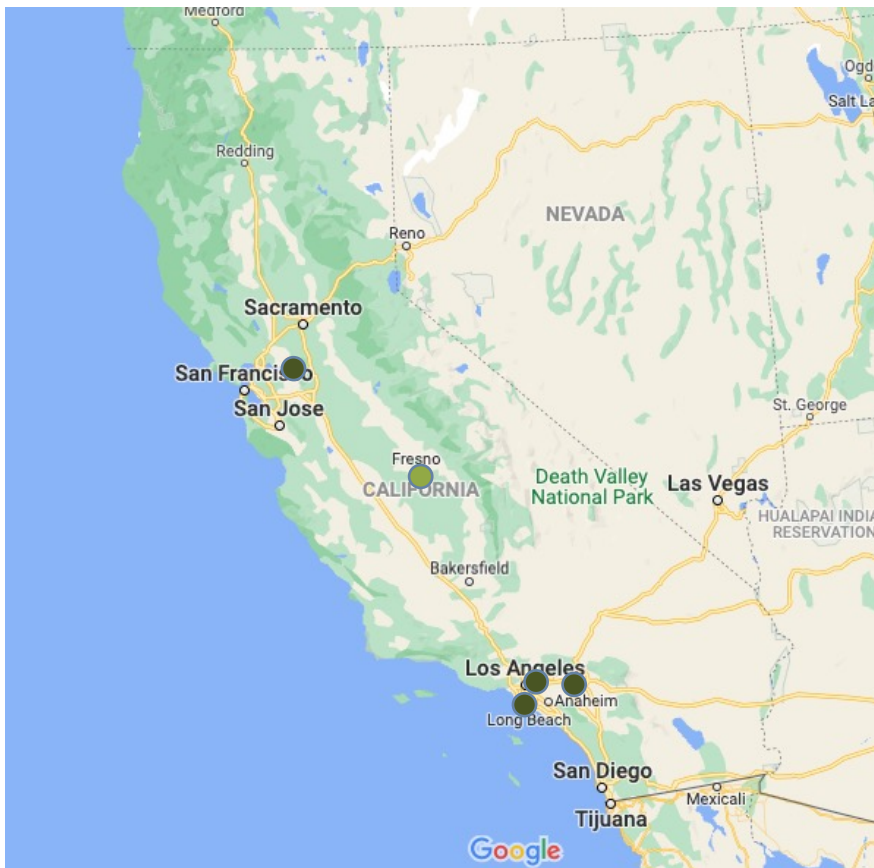 Medford
Ogd
Salt La
Redding
NEVADA
Reno
Sacramento
San Francisco
San Jose
St. George
Fresno
CALIFORNIA
Death Valley
National Park
Las Vegas
HUALAPAI INDIA
RESERVATION
Bakersfield
Los Angeles
Anaheim
Long Beach
San Diego
Mexicali
Tijuana
Google